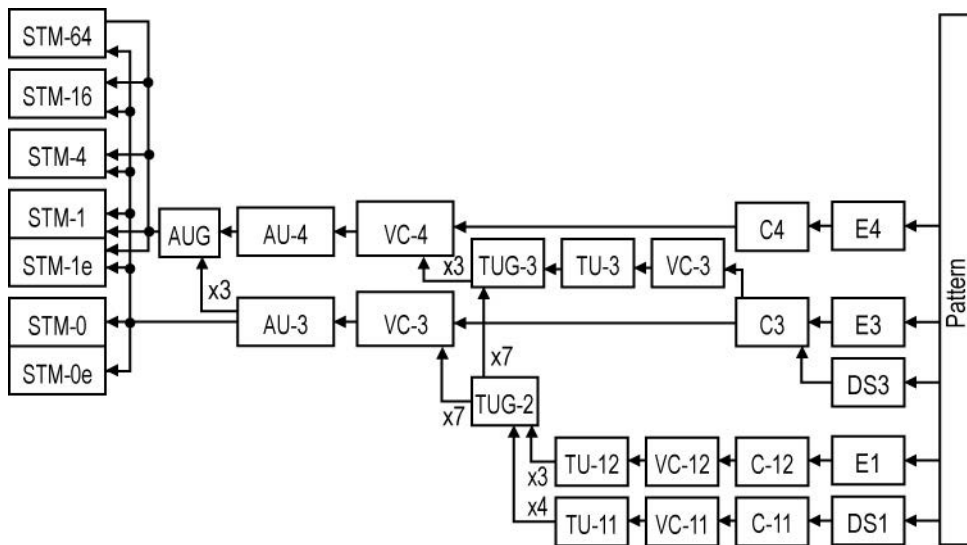 STM-64
STM-16
STM-4
STM-1
STM-1e
STM-0
STM-0e
AUG
AU-4
VC-4
C4
E4
x3
TUG-3
TU-3
VC-3
x3
AU-3
VC-3
C3
E3
x7
DS3
x7
TUG-2
x3
TU-12
VC-12
C-12
E1
x4
TU-11
VC-11
C-11
DS1
Pattern